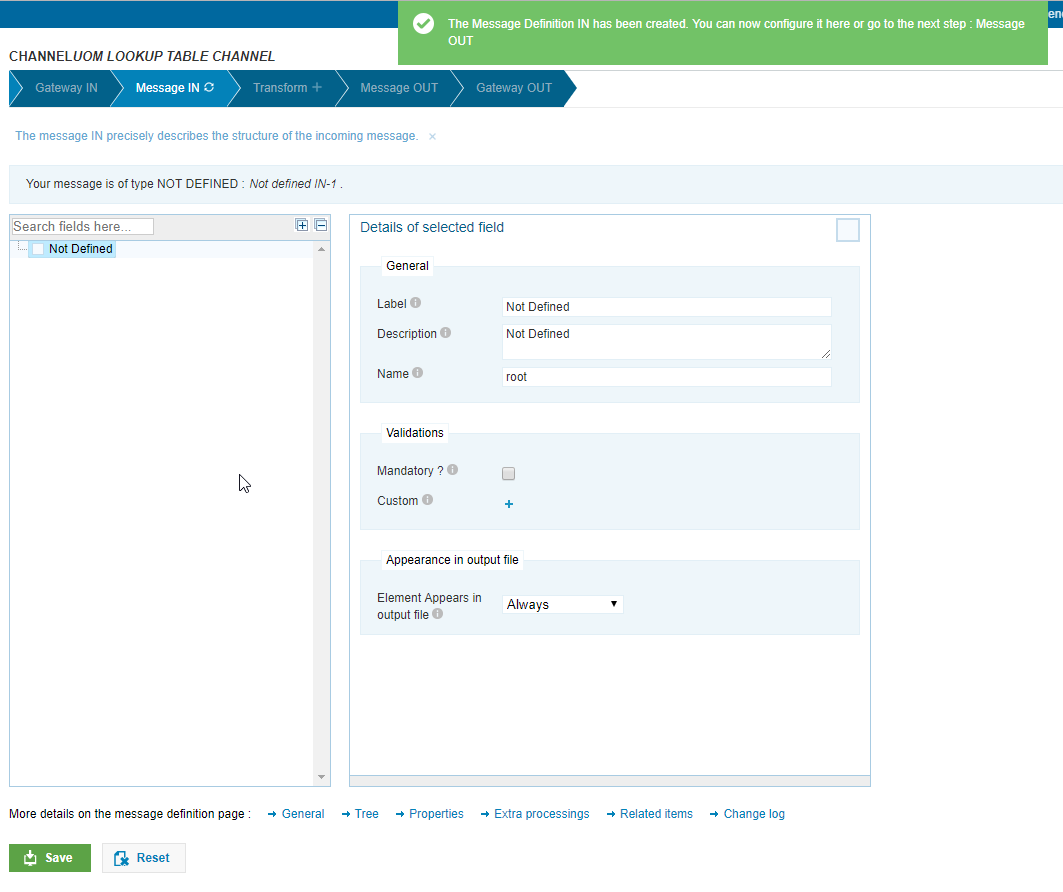 The Message Definition IN has been created. You can now configure it here or go to the next step : Message
OUT
CHANNELUOM LOOKUP TABLE CHANNEL
Gateway IN
Message IN
Transform
Message OUT
Gateway OUT
The message IN precisely describes the structure of the incoming message. ×
Your message is of type NOT DEFINED : Not defined IN-1 .
Search fields here...
Not Defined
Details of selected field
General
Label
Not Defined
Description
Not Defined
Name
root
Validations
Mandatory ?
Custom
+
Appearance in output file
Element Appears in
output file
Always
More details on the message definition page : → General → Tree → Properties → Extra processings → Related items → Change log
Save
Reset